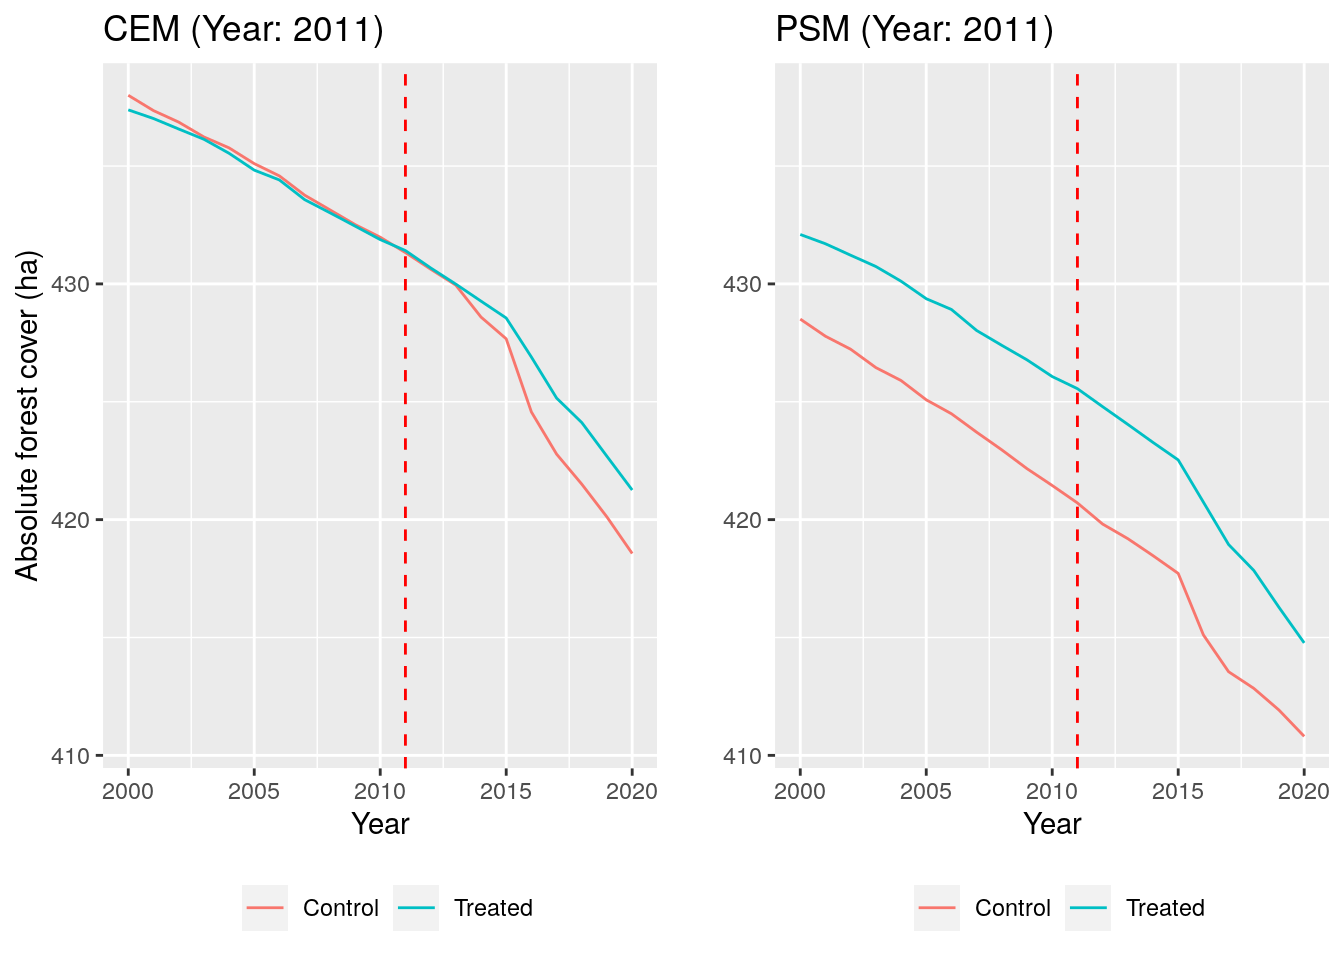 CEM (Year: 2011)
PSM (Year: 2011)
Absolute forest cover (ha)
430
420
410
2000 2005 2010 2015 2020
Year
Control Treated
430
420
410
2000 2005 2010 2015 2020
Year
Control Treated